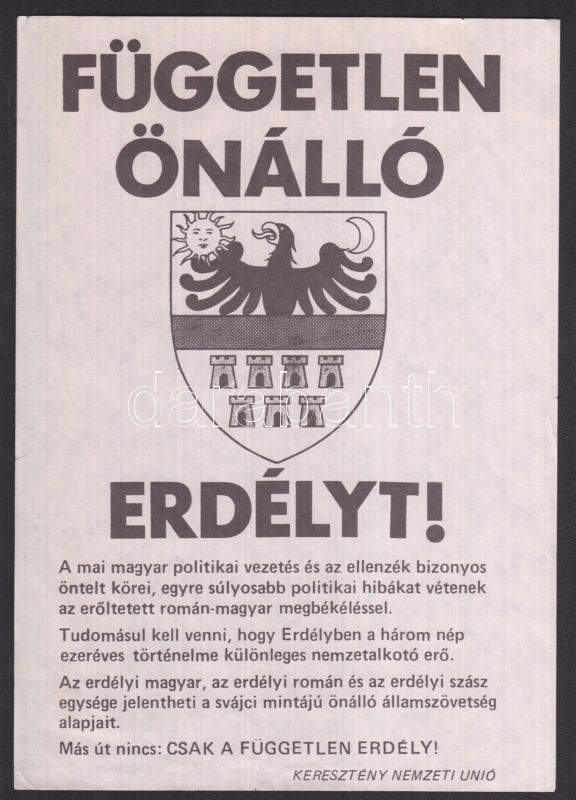 FÜGGETLEN
ÖNÁLLÓ
darabanth
ERDÉLYT!
A mai magyar politikai vezetés és az ellenzék bizonyos
öntelt körei, egyre súlyosabb politikai hibákat vétenek
az erőltetett román-magyar megbékéléssel.
Tudomásul kell venni, hogy Erdélyben a három nép
ezeréves történelme különleges nemzetalkotó erő.
Az erdélyi magyar, az erdélyi román és az erdélyi szász
egysége jelentheti a svájci mintájú önálló államszövetség
alapjait.
Más út nincs: CSAK A FÜGGETLEN ERDÉLY!
KERESZTÉNY NEMZETI UNIÓ